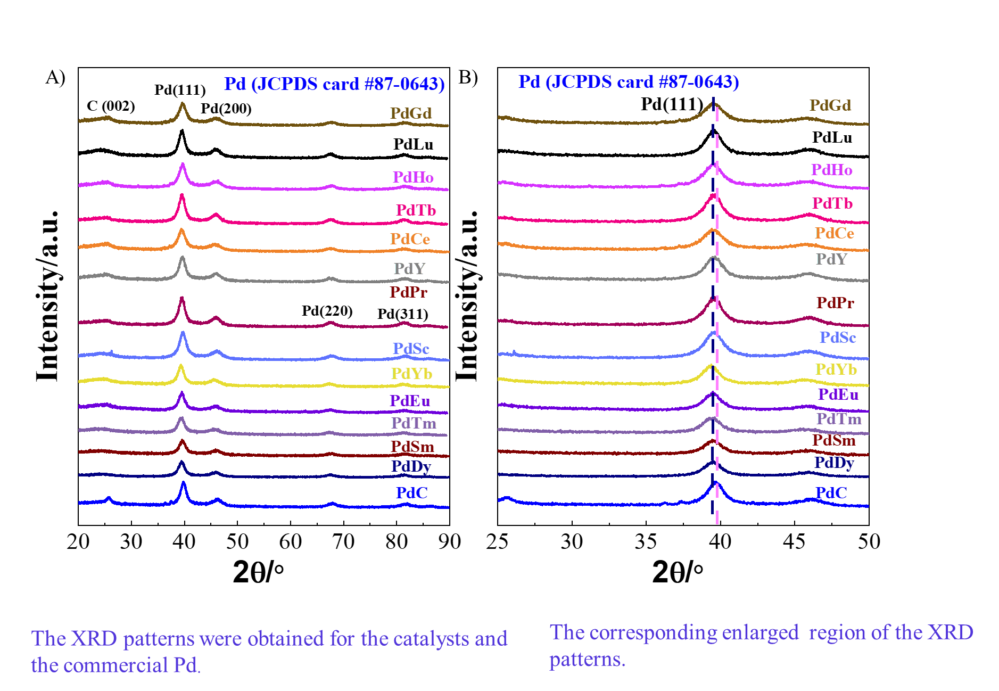 A)
Pd (JCPDS card #87-0643)
Pd(111)
C (002)
Pd(200)
PdGd
PdLu
PdHo
PdTb
PdCe
PdY
PdPr
Pd(220)
Pd(311)
PdSc
PdYb
PdEu
PdTm
PdSm
PdDy
PdC
Intensity/a.u.
20 30 40 50 60 70 80 90
2θ/°
B)
Pd (JCPDS card #87-0643)
Pd(111)
PdGd
PdLu
PdHo
PdTb
PdCe
PdY
PdPr
PdSc
PdYb
PdEu
PdTm
PdSm
PdDy
PdC
Intensity/a.u.
25 30 35 40 45 50
2θ/°
The XRD patterns were obtained for the catalysts and
the commercial Pd.
The corresponding enlarged region of the XRD
patterns.